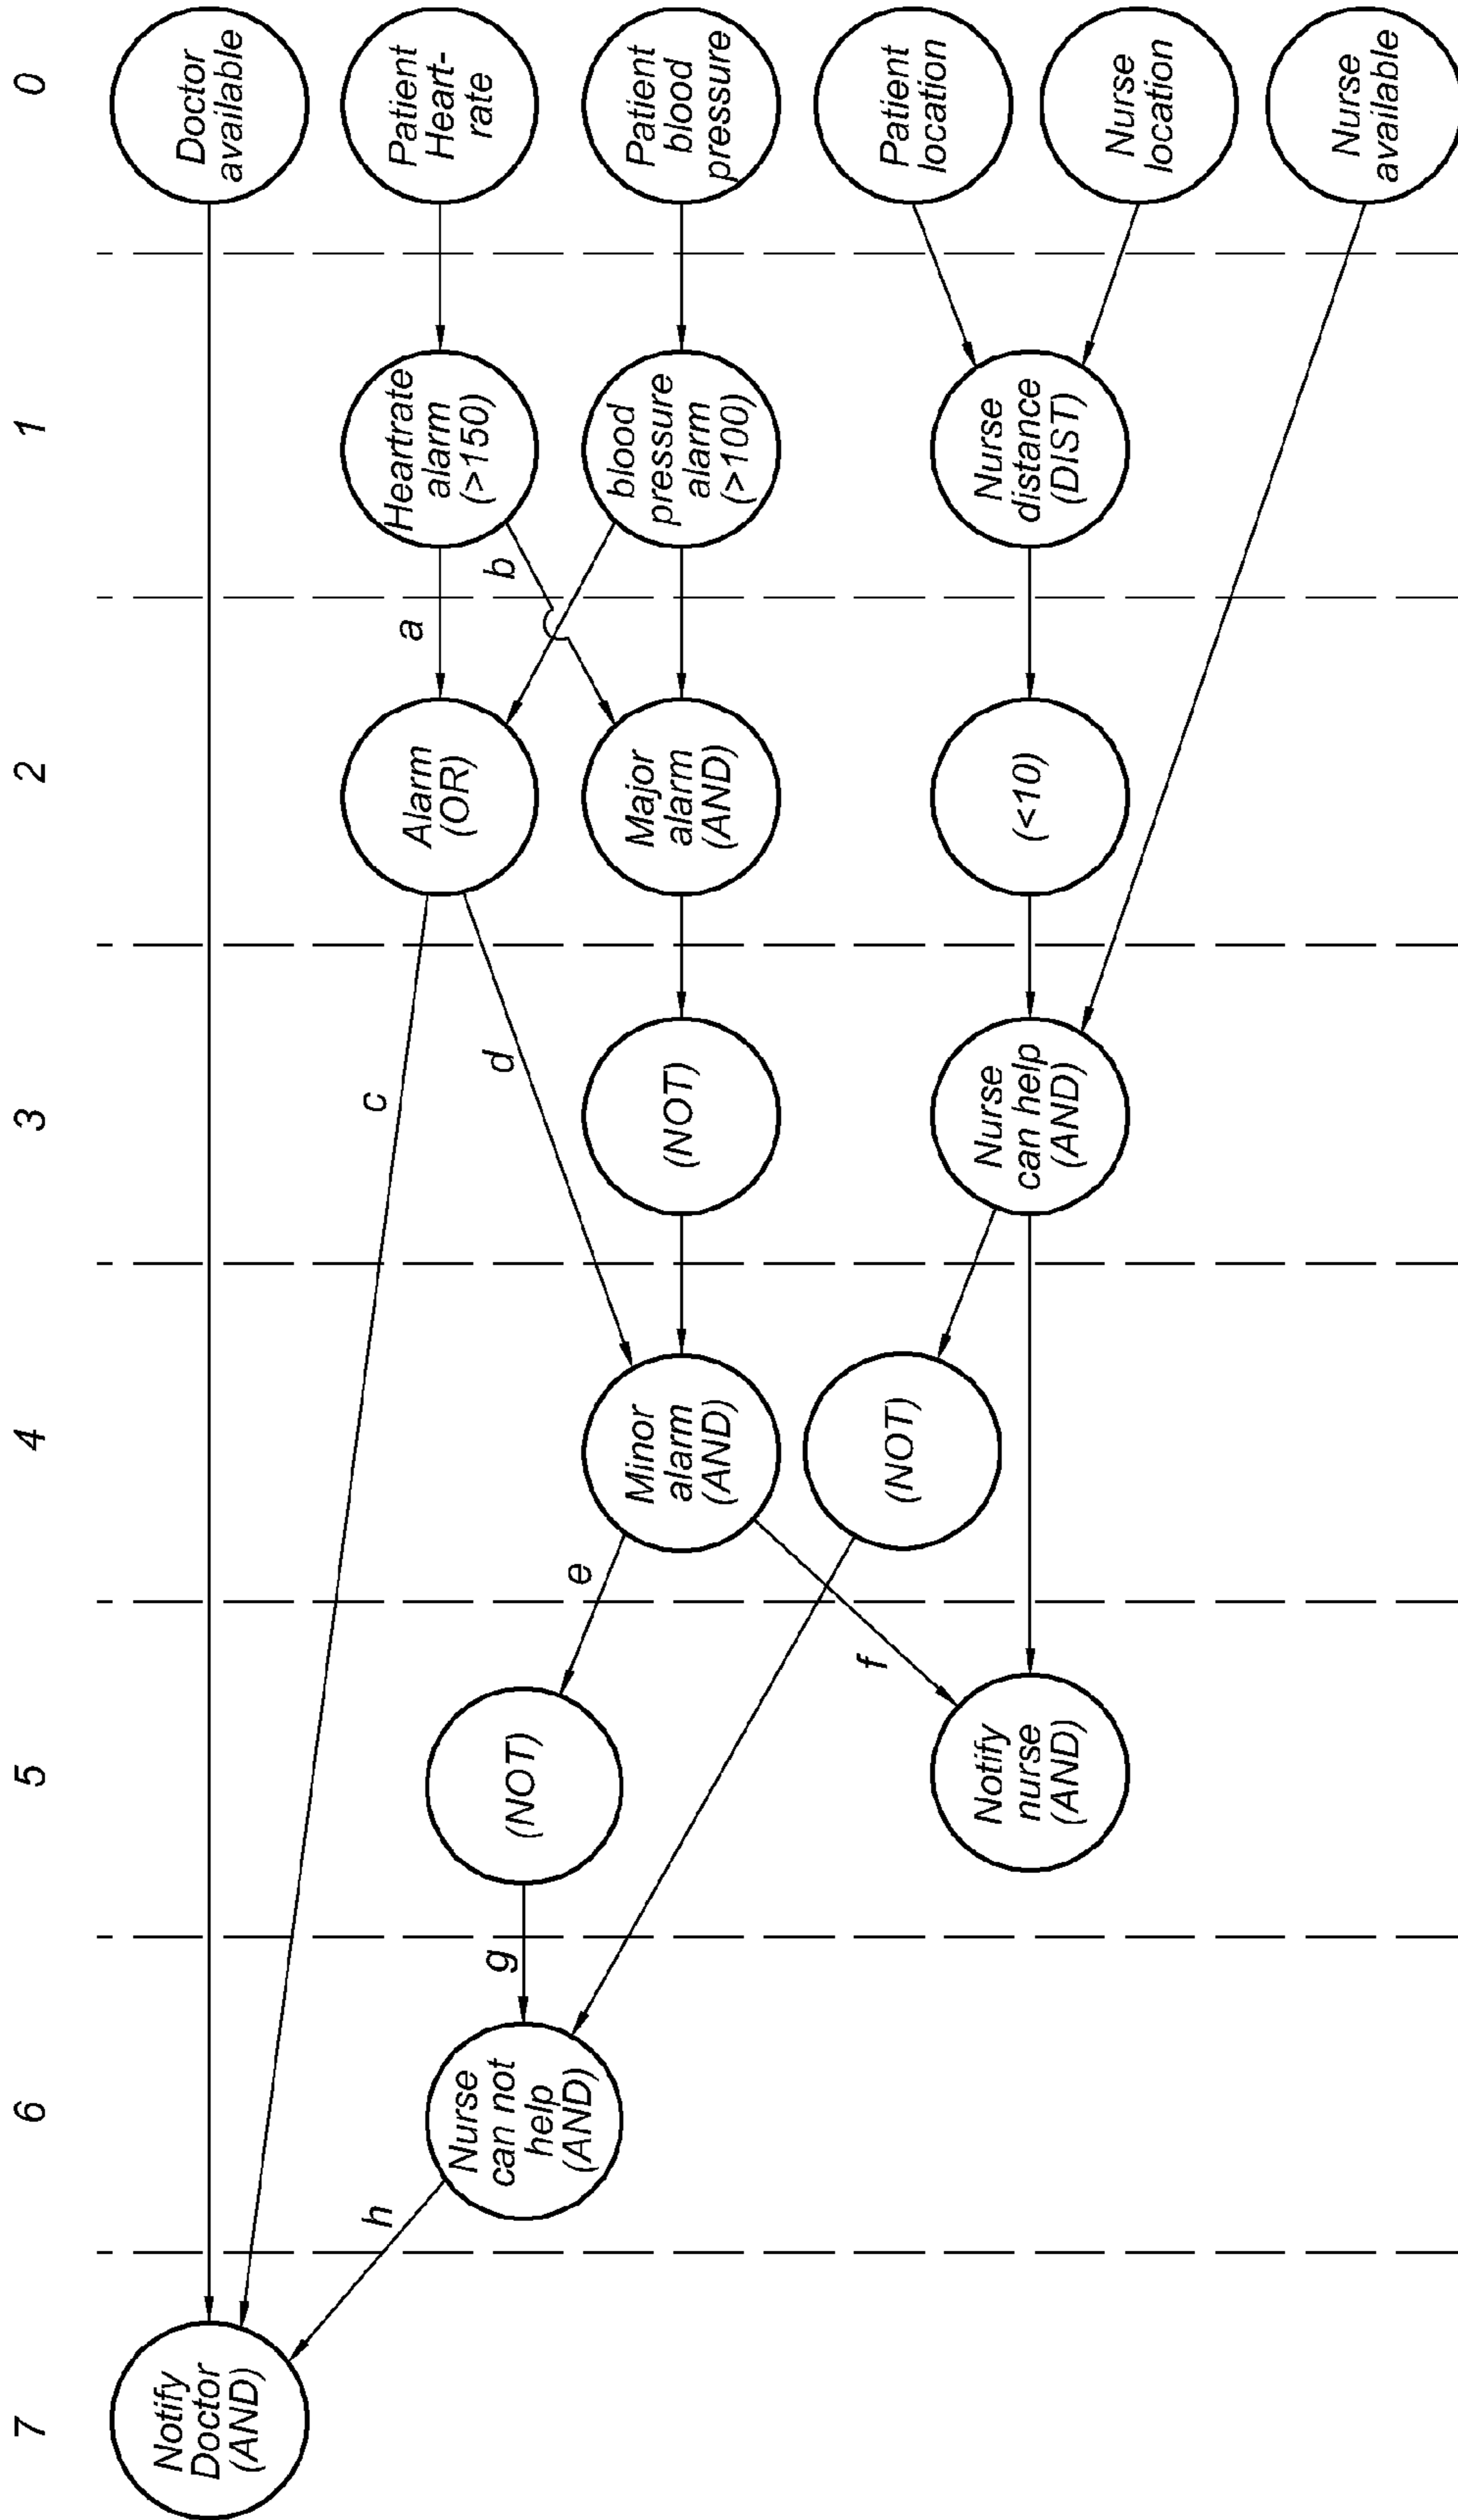 0
1
2
3
4
5
6
7
Doctor
available
Patient
Heart-
rate
Patient
blood
pressure
Patient
location
Nurse
location
Nurse
available
Heartrate
alarm
(>150)
blood
pressure
alarm
(>100)
Nurse
distance
(DIST)
a
b
Alarm
(OR)
Major
alarm
(AND)
(<10)
c
d
(NOT)
Nurse
can help
(AND)
Minor
alarm
(AND)
(NOT)
e
f
(NOT)
Notify
nurse
(AND)
g
Nurse
can not
help
(AND)
h
Notify
Doctor
(AND)